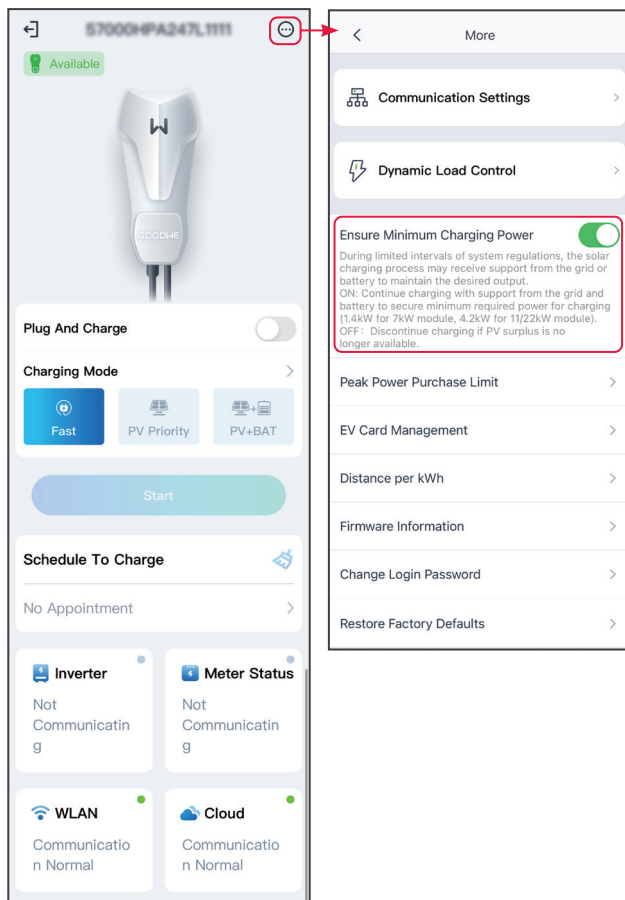 Available
GOODWE
Plug And Charge
Charging Mode
Fast
PV Priority
PV+BAT
Start
Schedule To Charge
No Appointment
Inverter
Not
Communicatin
g
Meter Status
Not
Communicatin
g
WLAN
Communicatio
n Normal
Cloud
Communicatio
n Normal
More
Communication Settings
Dynamic Load Control
Ensure Minimum Charging Power
During limited intervals of system regulations, the solar
charging process may receive support from the grid or
battery to maintain the desired output.
ON: Continue charging with support from the grid and
battery to secure minimum required power for charging
(1.4kW for 7kW module, 4.2kW for 11/22kW module).
OFF: Discontinue charging if PV surplus is no
longer available.
Peak Power Purchase Limit
EV Card Management
Distance per kWh
Firmware Information
Change Login Password
Restore Factory Defaults